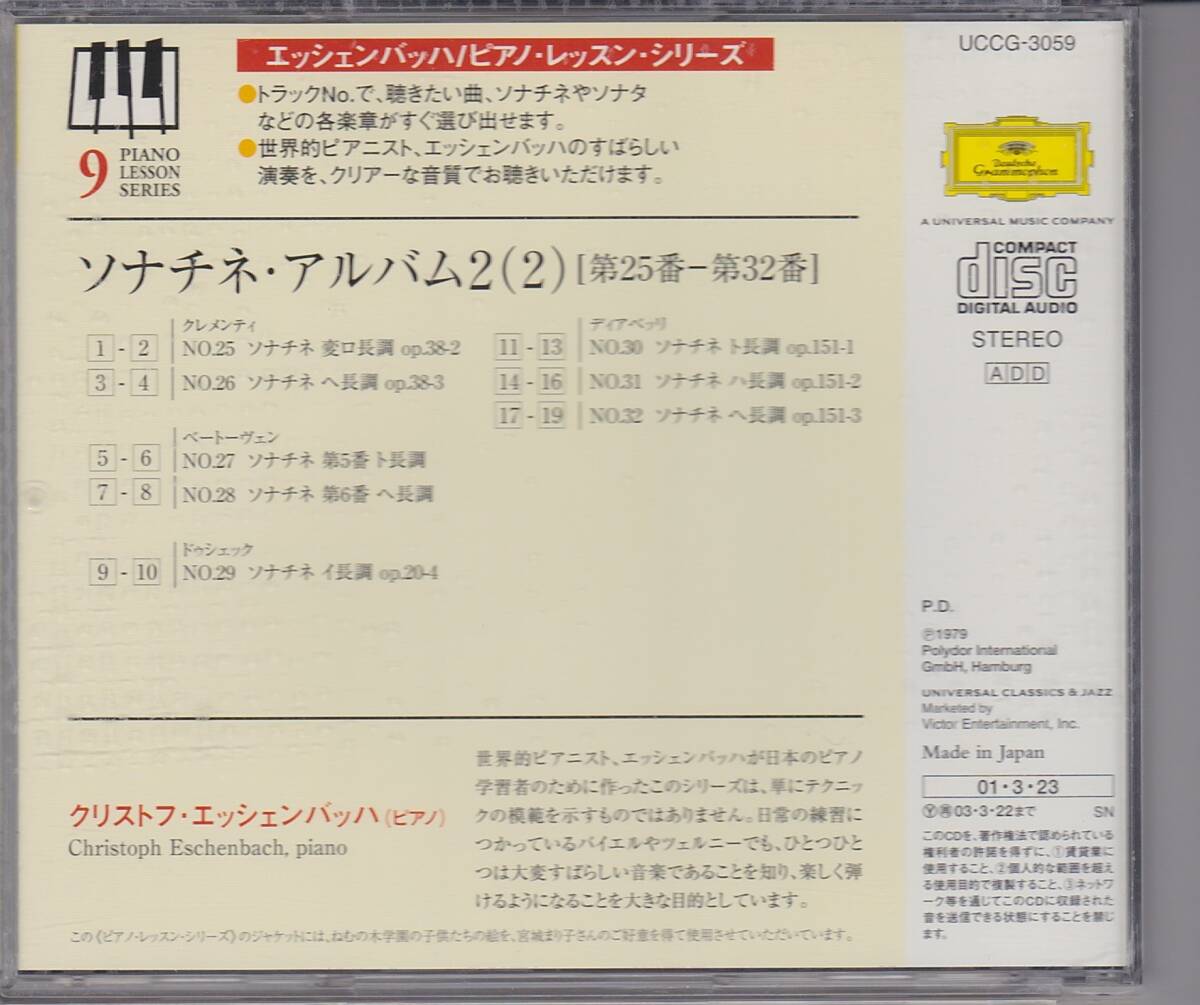 エッシェンバッハ/ピアノ・レッスン・シリーズ
●トラックNo.で、聴きたい曲、ソナチネやソナタ
などの各楽章がすぐ選び出せます。
●世界的ピアニスト、エッシェンバッハのすばらしい
演奏を、クリアーな音質でお聴きいただけます。
9
PIANO
LESSON
SERIES
ソナチネ・アルバム2(2)[第25番−第32番]
クレメンティ
1 - 2 NO.25 ソナチネ 変ロ長調 op.38-2
3 - 4 NO.26 ソナチネ ヘ長調 op.38-3
ベートーヴェン
5 - 6 NO.27 ソナチネ 第5番 ト長調
7 - 8 NO.28 ソナチネ 第6番 ヘ長調
ドゥシェック
9 - 10 NO.29 ソナチネ イ長調 op.20-4
ディアベッリ
11 - 13 NO.30 ソナチネ ト長調 op.151-1
14 - 16 NO.31 ソナチネ ハ長調 op.151-2
17 - 19 NO.32 ソナチネ ヘ長調 op.151-3
クリストフ・エッシェンバッハ(ピアノ)
Christoph Eschenbach, piano
世界的ピアニスト、エッシェンバッハが日本のピアノ
学習者のために作ったこのシリーズは、単にテクニッ
クの模範を示すものではありません。日常の練習に
つかっているバイエルやツェルニーでも、ひとつひと
つは大変すばらしい音楽であることを知り、楽しく弾
けるようになることを大きな目的としています。
この《ピアノ・レッスン・シリーズ》のジャケットには、ねむの木学園の子供たちの絵を、宮城まり子さんのご好意を得て使用させていただいています。
UCCG-3059
Deutsche
Grammophon
A UNIVERSAL MUSIC COMPANY
COMPACT
disc
DIGITAL AUDIO
STEREO
ADD
P.D.
Ⓟ1979
Polydor International
GmbH, Hamburg
UNIVERSAL CLASSICS & JAZZ
Marketed by
Victor Entertainment, Inc.
Made in Japan
01・3・23
Ⓨ㊞03・3・22まで SN
このCDを、著作権法で認められている
権利者の許諾を得ずに、①賃貸業に
使用すること、②個人的な範囲を超え
る使用目的で複製すること、③ネットワ
ーク等を通じてこのCDに収録された
音を送信できる状態にすることを禁じ
ます。